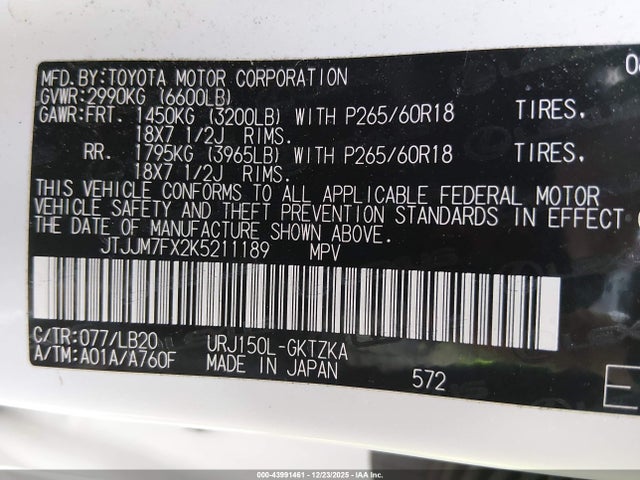 MFD.BY:TOYOTA MOTOR CORPORATION
GVWR:2990KG (6600LB)
GAWR:FRT. 1450KG (3200LB) WITH P265/60R18 TIRES,
18X7 1/2J RIMS.
RR. 1795KG (3965LB) WITH P265/60R18 TIRES,
18X7 1/2J RIMS.
THIS VEHICLE CONFORMS TO ALL APPLICABLE FEDERAL MOTOR
VEHICLE SAFETY AND THEFT PREVENTION STANDARDS IN EFFECT
THE DATE OF MANUFACTURE SHOWN ABOVE.
JTJJM7FX2K5211189 MPV
C/TR:077/LB20 URJ150L-GKTZKA
A/TM:A01A/A760F MADE IN JAPAN 572
000-43991461 - 12/23/2025 - IAAI.COM